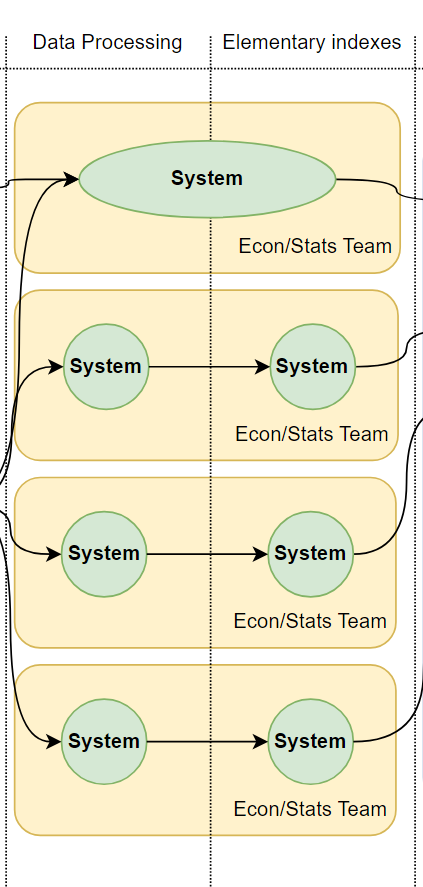 Data Processing
Elementary indexes
System
Econ/Stats Team
System
System
Econ/Stats Team
System
System
Econ/Stats Team
System
System
Econ/Stats Team